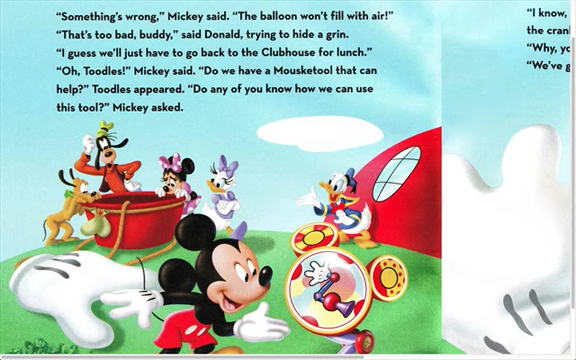 “Something’s wrong,” Mickey said. “The balloon won’t fill with air!”
“That’s too bad, buddy,” said Donald, trying to hide a grin.
“I guess we’ll just have to go back to the Clubhouse for lunch.”
“Oh, Toodles!” Mickey said. “Do we have a Mousketool that can
help?” Toodles appeared. “Do any of you know how we can use
this tool?” Mickey asked.
“I know,
the cran
“Why, yo
“We’ve g